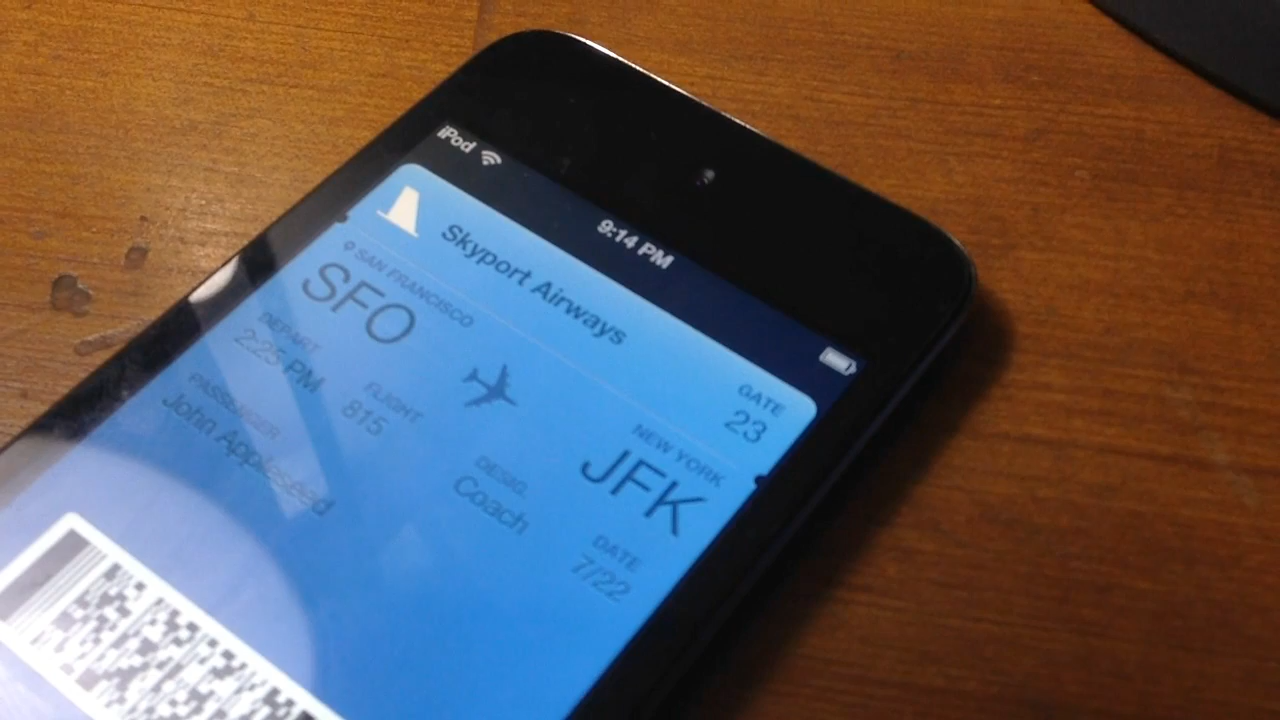 iPod
9:14 PM
Skyport Airways
GATE
23
SAN FRANCISCO
NEW YORK
SFO
JFK
DEPART
2:25 PM
FLIGHT
815
DESIG.
Coach
DATE
7/22
PASSENGER
John Appleseed